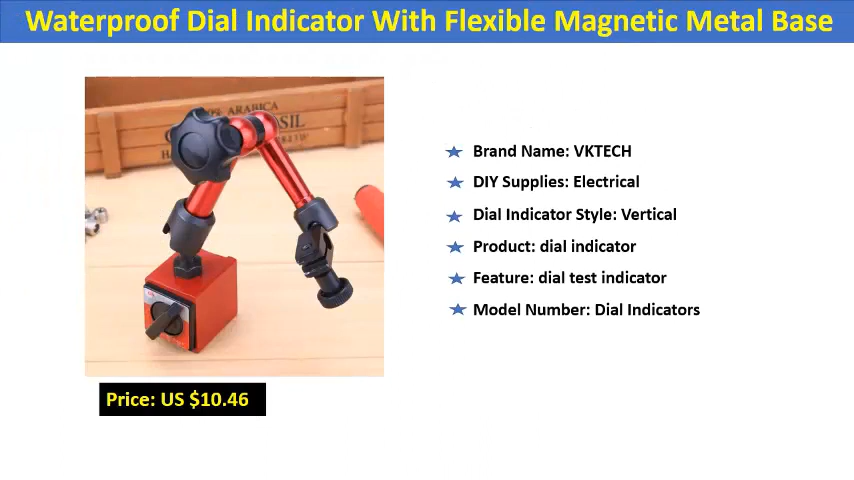 Waterproof Dial Indicator With Flexible Magnetic Metal Base
ARABICA
Brand Name: VKTECH
DIY Supplies: Electrical
Dial Indicator Style: Vertical
Product: dial indicator
Feature: dial test indicator
Model Number: Dial Indicators
Price: US $10.46